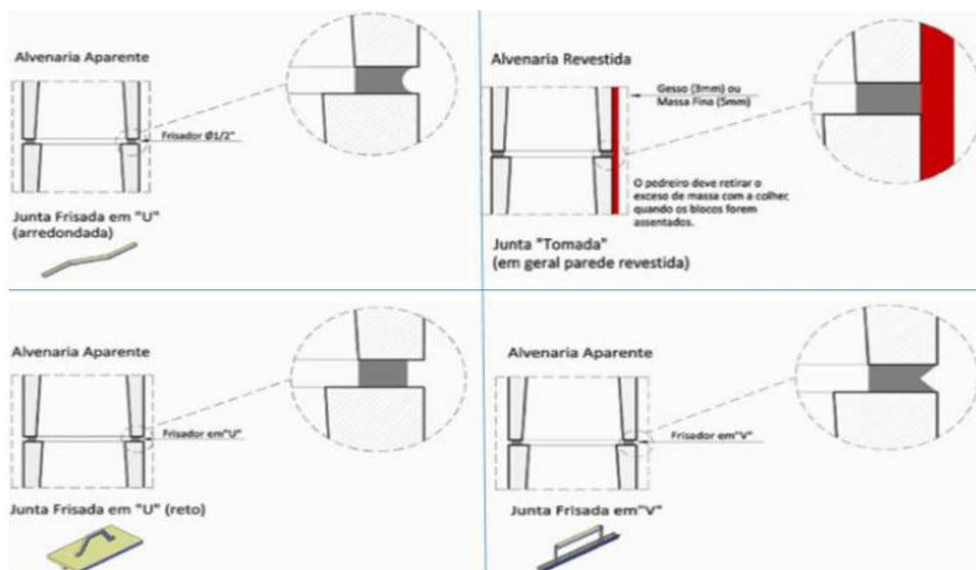 Alvenaria Aparente
Frisador Ø1/2"
Junta Frisada em "U"
(arredondada)
Alvenaria Revestida
Gesso (3mm) ou
Massa Fina (5mm)
O pedreiro deve retirar o
exceso de massa com a colher,
quando os blocos forem
assentados.
Junta "Tomada"
(em geral parede revestida)
Alvenaria Aparente
Frisador em"U"
Junta Frisada em "U" (reto)
Alvenaria Aparente
Frisador em"V"
Junta Frisada em"V"